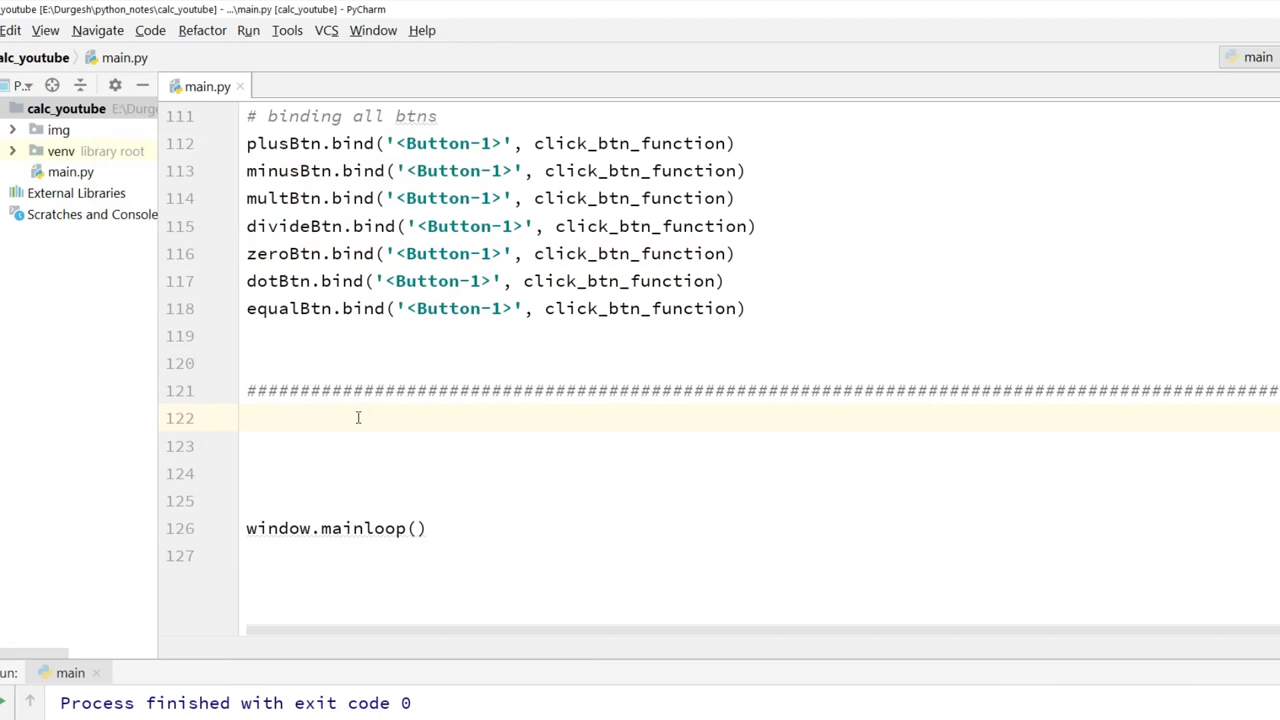 youtube [E:\Durgesh\python_notes\calc_youtube] - ...\main.py [calc_youtube] - PyCharm
Edit View Navigate Code Refactor Run Tools VCS Window Help
alc_youtube main.py main
P... main.py
calc_youtube E:\Durge
img
venv library root
main.py
External Libraries
Scratches and Console
111 # binding all btns
112 plusBtn.bind('<Button-1>', click_btn_function)
113 minusBtn.bind('<Button-1>', click_btn_function)
114 multBtn.bind('<Button-1>', click_btn_function)
115 divideBtn.bind('<Button-1>', click_btn_function)
116 zeroBtn.bind('<Button-1>', click_btn_function)
117 dotBtn.bind('<Button-1>', click_btn_function)
118 equalBtn.bind('<Button-1>', click_btn_function)
119
120
121 #################################################################################################
122
123
124
125
126 window.mainloop()
127
un: main
Process finished with exit code 0